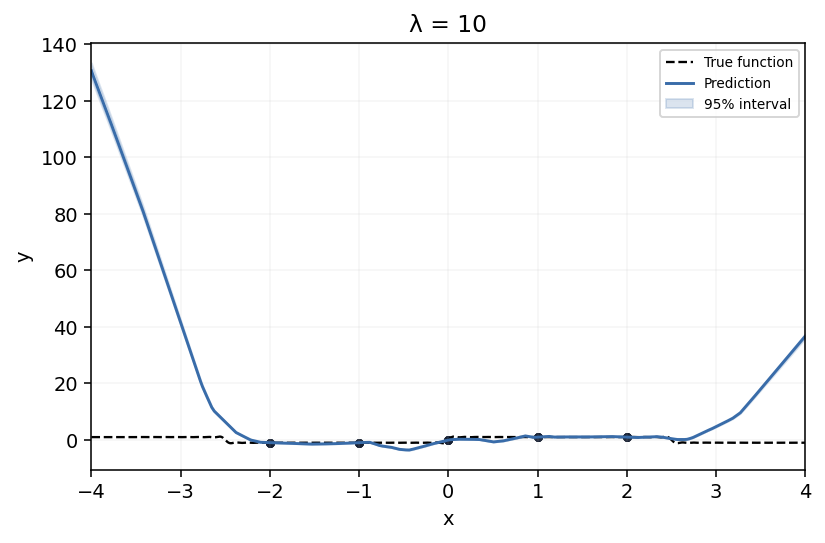 λ = 10
True function
Prediction
95% interval
y
140
120
100
80
60
40
20
0
−4 −3 −2 −1 0 1 2 3 4
x